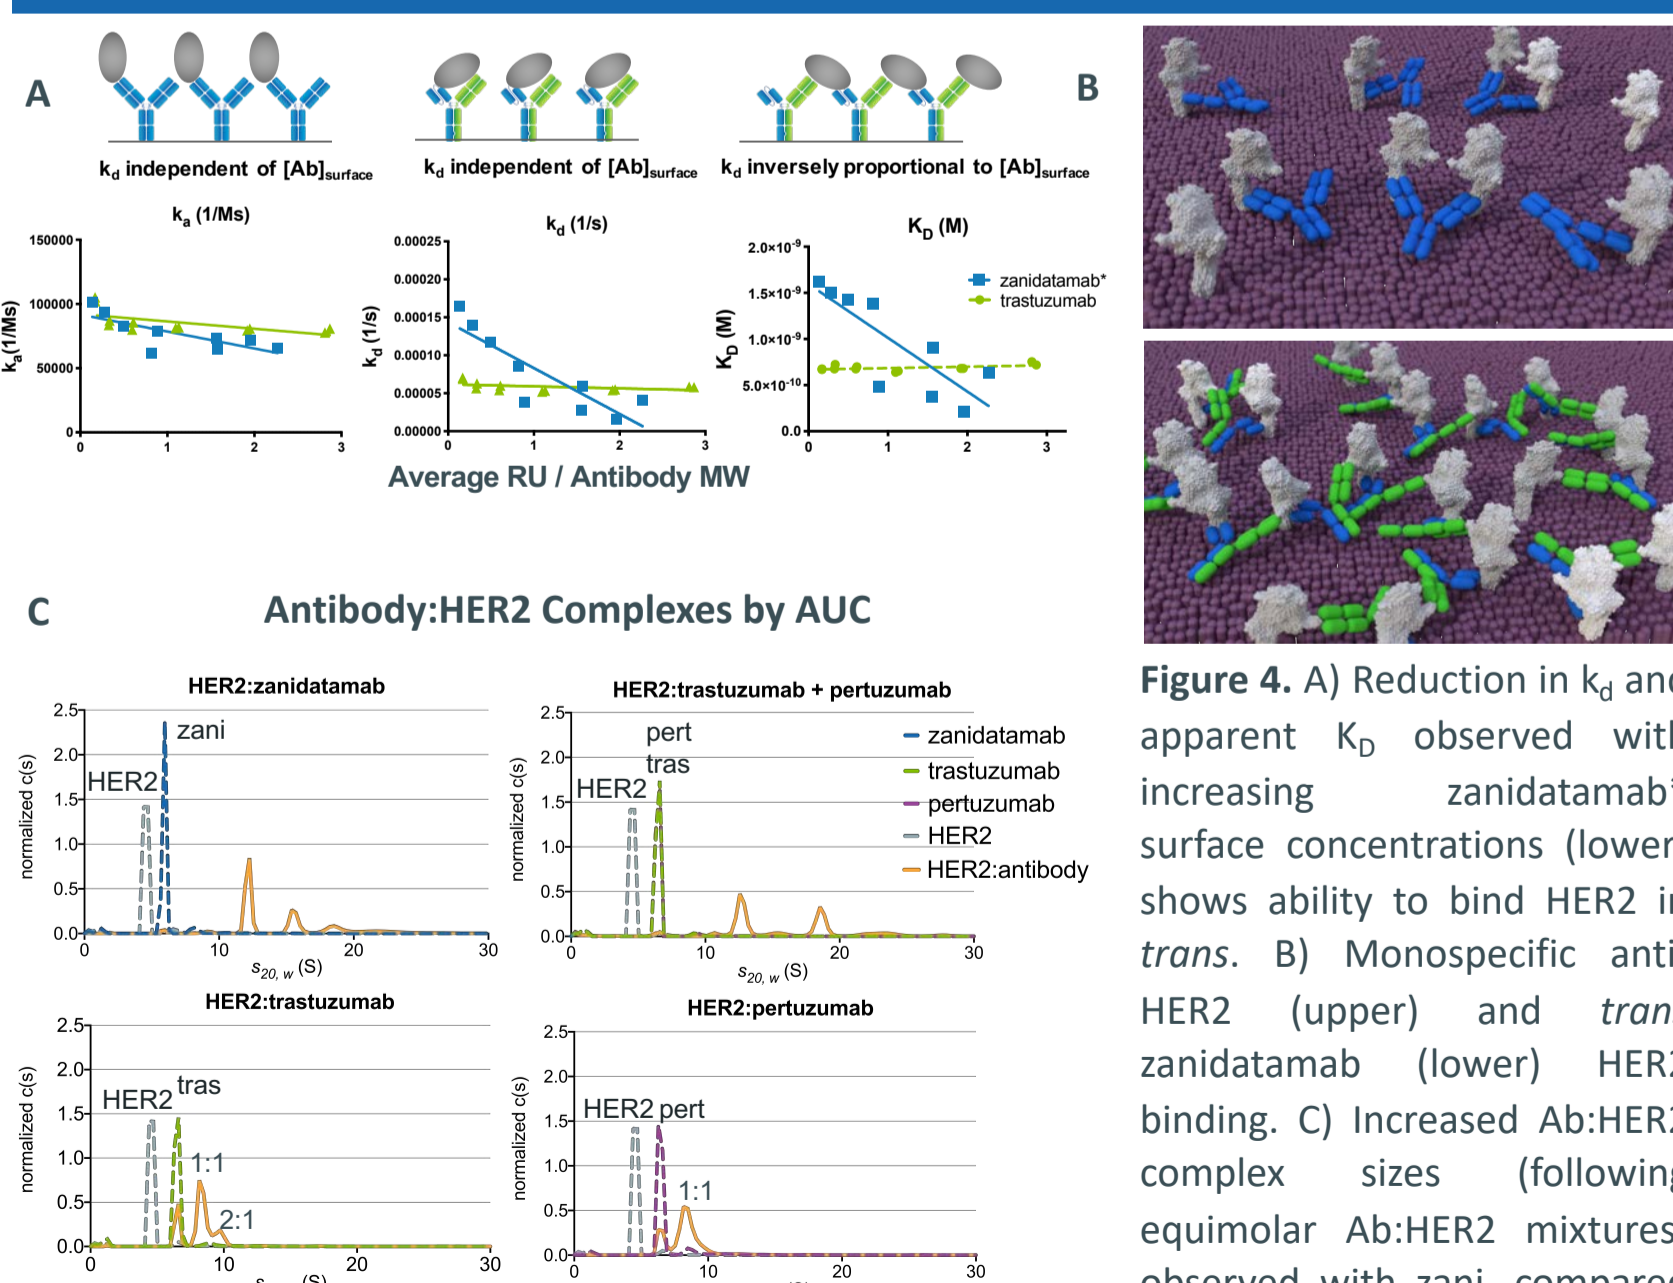 A
B
kd independent of [Ab]surface
kd independent of [Ab]surface
kd inversely proportional to [Ab]surface
ka (1/Ms)
150000
100000
50000
0
ka(1/Ms)
0 1 2 3
kd (1/s)
0.00025
0.00020
0.00015
0.00010
0.00005
0.00000
kd (1/s)
0 1 2 3
KD (M)
2.0×10-9
1.5×10-9
1.0×10-9
5.0×10-10
0.0
KD (M)
0 1 2 3
zanidatamab*
trastuzumab
Average RU / Antibody MW
C
Antibody:HER2 Complexes by AUC
HER2:zanidatamab
2.5
2.0
1.5
1.0
0.5
0.0
normalized c(s)
HER2
zani
0 10 20 30
s20, w (S)
HER2:trastuzumab + pertuzumab
2.5
2.0
1.5
1.0
0.5
0.0
normalized c(s)
HER2
pert
tras
zanidatamab
trastuzumab
pertuzumab
HER2
HER2:antibody
0 10 20 30
s20, w (S)
HER2:trastuzumab
2.5
2.0
1.5
1.0
0.5
0.0
normalized c(s)
HER2
tras
1:1
2:1
0 10 20 30
(S)
HER2:pertuzumab
2.5
2.0
1.5
1.0
0.5
0.0
normalized c(s)
HER2 pert
1:1
0 10 20 30
Figure 4. A) Reduction in kd and
apparent KD observed with
increasing zanidatamab*
surface concentrations (lower)
shows ability to bind HER2 in
trans. B) Monospecific anti-
HER2 (upper) and trans
zanidatamab (lower) HER2
binding. C) Increased Ab:HER2
complex sizes (following
equimolar Ab:HER2 mixtures)
observed with zani compared